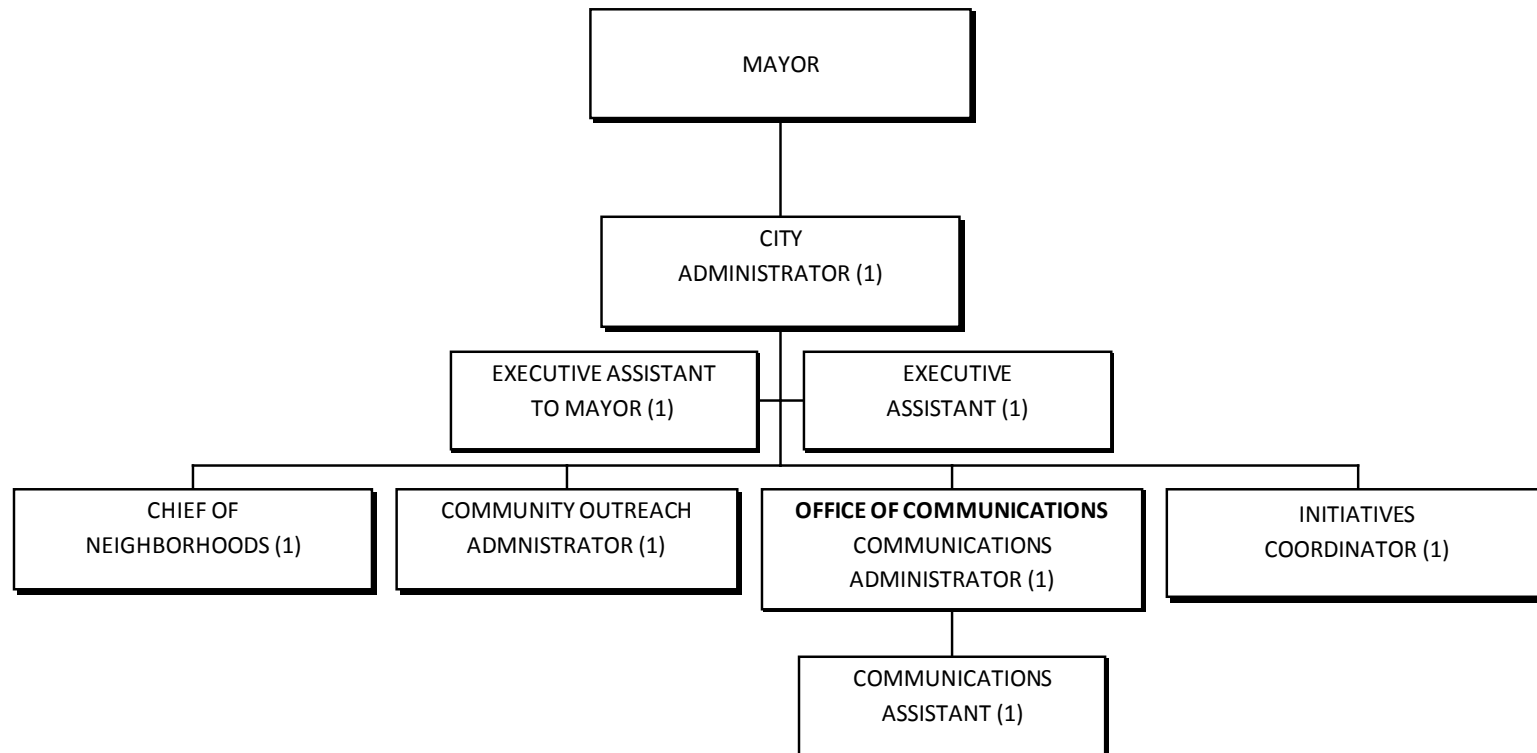 MAYOR
CITY
ADMINISTRATOR (1)
EXECUTIVE ASSISTANT
TO MAYOR (1)
EXECUTIVE
ASSISTANT (1)
CHIEF OF
NEIGHBORHOODS (1)
COMMUNITY OUTREACH
ADMNISTRATOR (1)
OFFICE OF COMMUNICATIONS
COMMUNICATIONS
ADMINISTRATOR (1)
INITIATIVES
COORDINATOR (1)
COMMUNICATIONS
ASSISTANT (1)